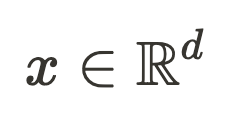 x ∈ ℝ^d